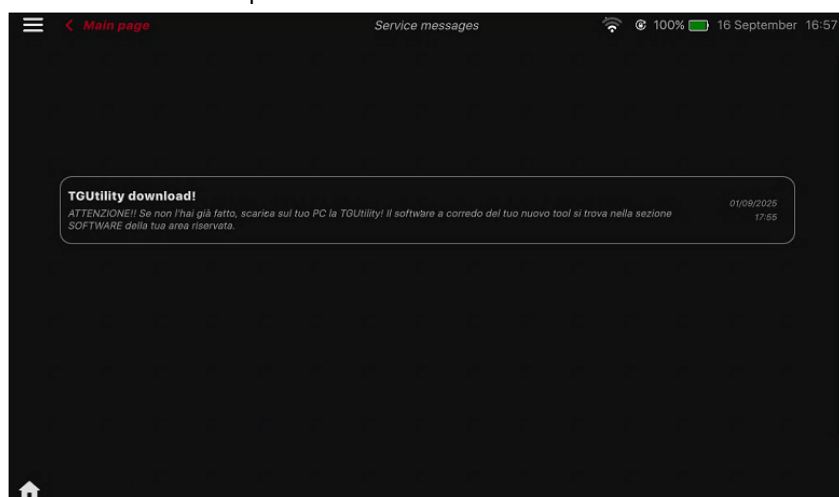 Main page
Service messages
100%
16 September 16:57
TGUtility download!
ATTENZIONE!! Se non l'hai già fatto, scarica sul tuo PC la TGUtility! Il software a corredo del tuo nuovo tool si trova nella sezione
SOFTWARE della tua area riservata.
01/09/2025
17:55